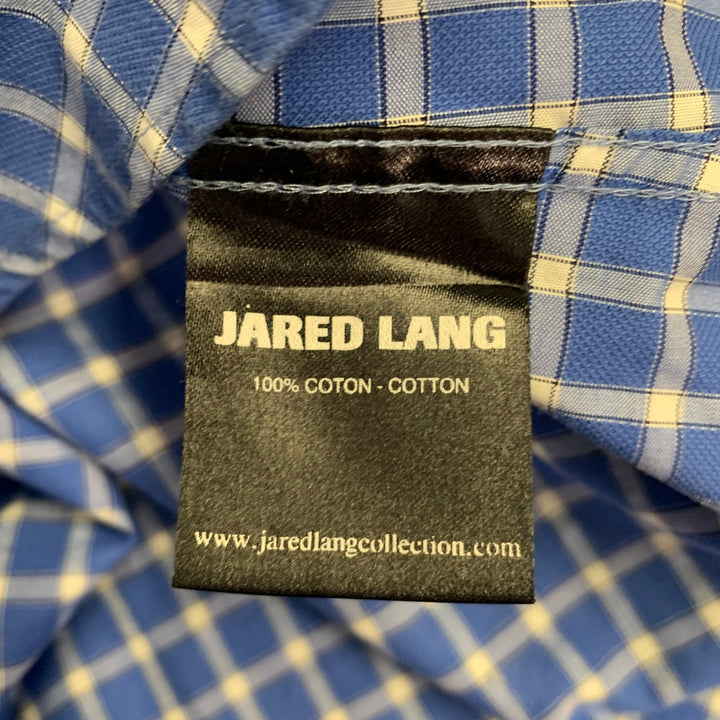 JARED LANG
100% COTON - COTTON
www.jaredlangcollection.com